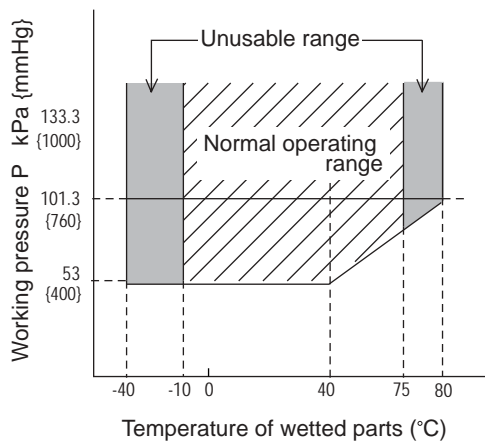 Unusable range
Working pressure P kPa {mmHg}
133.3
{1000}
Normal operating
range
101.3
{760}
53
{400}
-40 -10 0 40 75 80
Temperature of wetted parts (°C)